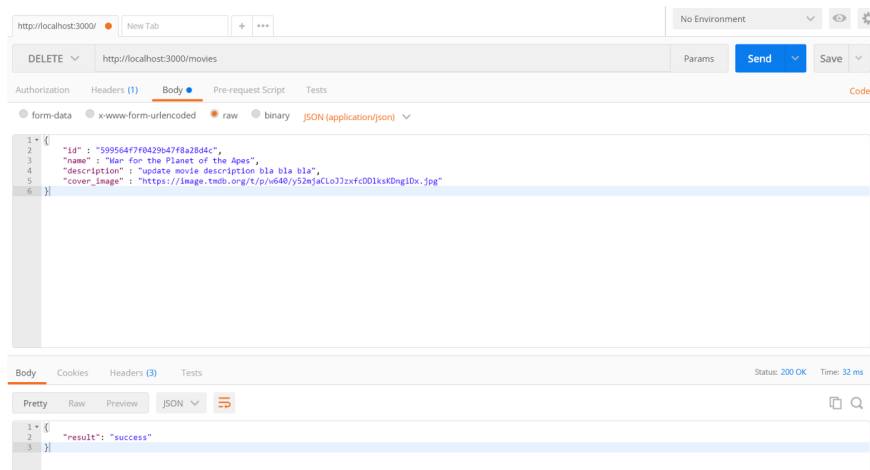 http://localhost:3000/ New Tab + ••• No Environment
DELETE http://localhost:3000/movies Params Send Save
Authorization Headers (1) Body Pre-request Script Tests Code
form-data x-www-form-urlencoded raw binary JSON (application/json)
1 {
2 "id" : "599564f7f0429b47f8a28d4c",
3 "name" : "War for the Planet of the Apes",
4 "description" : "update movie description bla bla bla",
5 "cover_image" : "https://image.tmdb.org/t/p/w640/y52mjaCLoJJzxfcDDlksKDngiDx.jpg"
6 }
Body Cookies Headers (3) Tests Status: 200 OK Time: 32 ms
Pretty Raw Preview JSON
1 {
2 "result": "success"
3 }